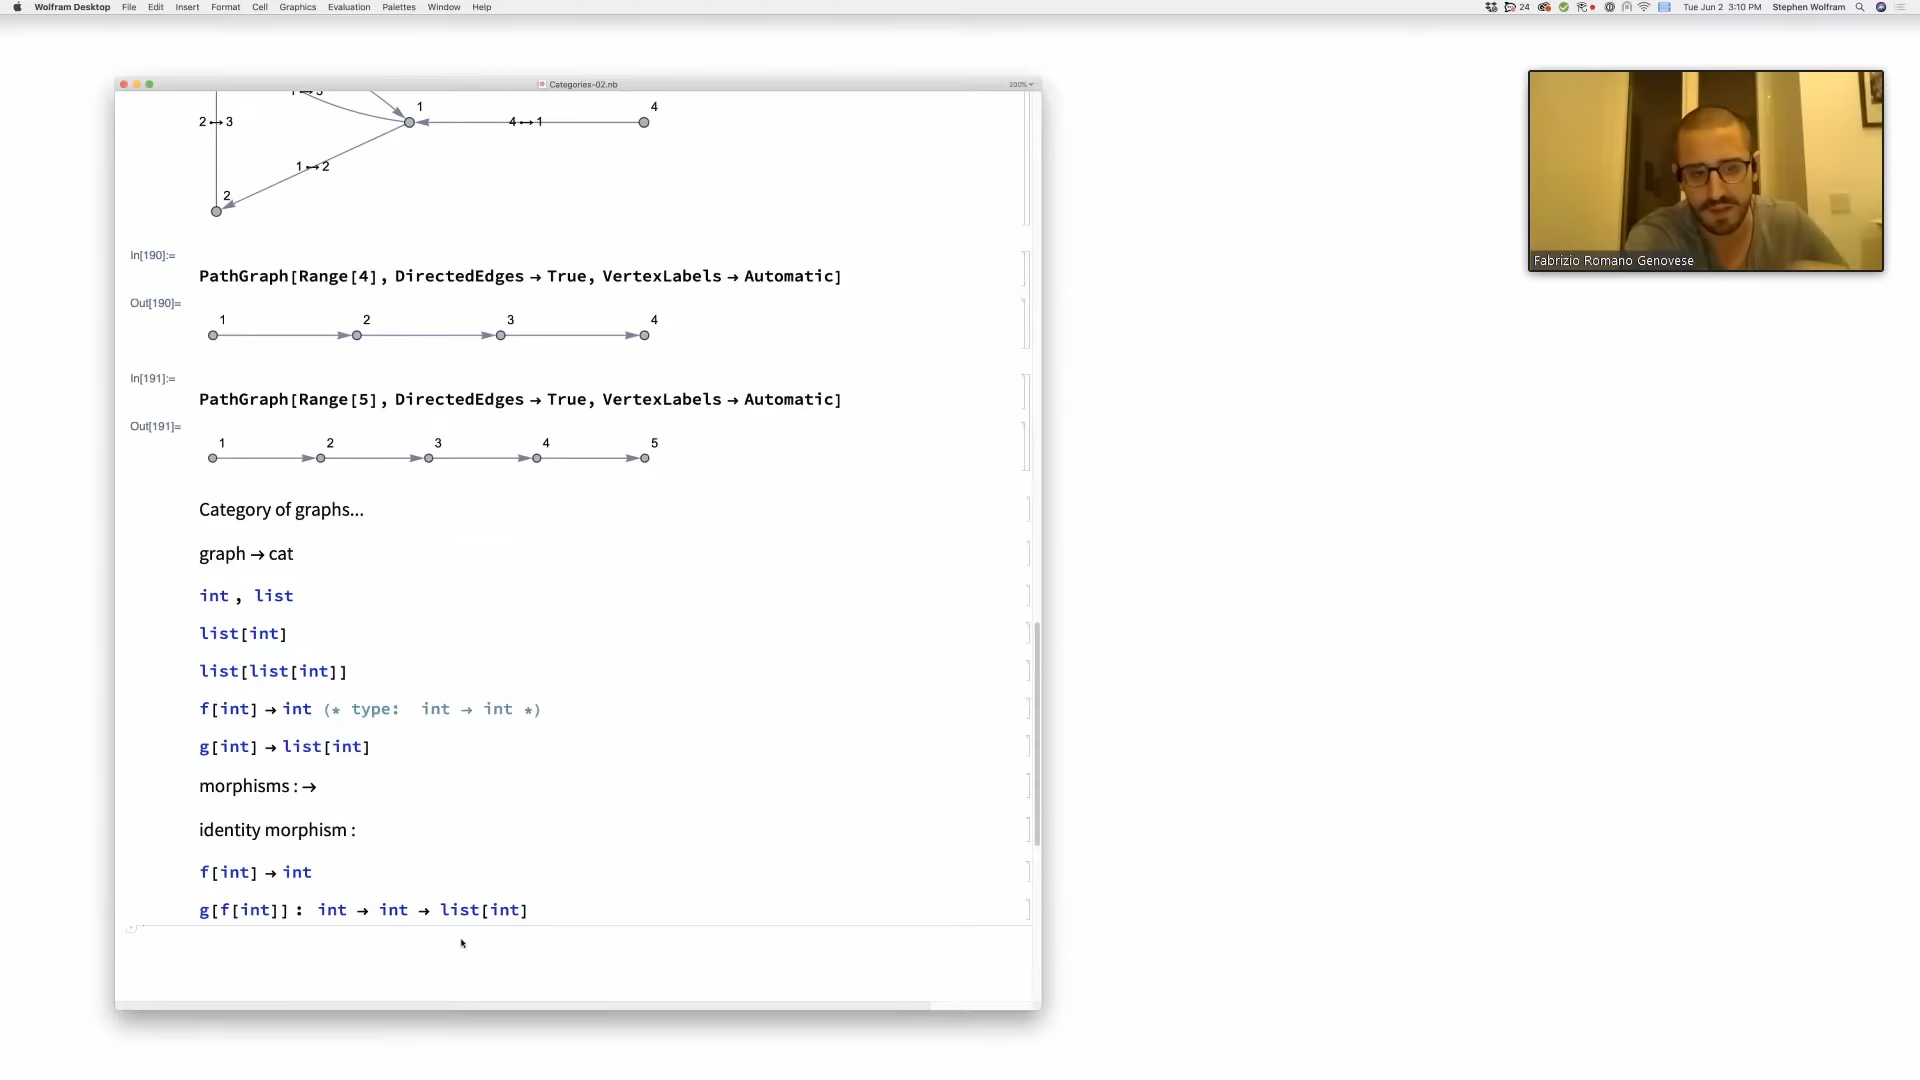 Wolfram Desktop File Edit Insert Format Cell Graphics Evaluation Palettes Window Help
24 Tue Jun 2 3:10 PM Stephen Wolfram
Categories-02.nb 200%
1 4
2 ↦ 3 4 ↦ 1
1 ↦ 2
2
In[190]:=
PathGraph[Range[4], DirectedEdges → True, VertexLabels → Automatic]
Out[190]=
1 2 3 4
In[191]:=
PathGraph[Range[5], DirectedEdges → True, VertexLabels → Automatic]
Out[191]=
1 2 3 4 5
Category of graphs...
graph → cat
int , list
list[int]
list[list[int]]
f[int] → int (* type: int → int *)
g[int] → list[int]
morphisms : →
identity morphism :
f[int] → int
g[f[int]] : int → int → list[int]
Fabrizio Romano Genovese